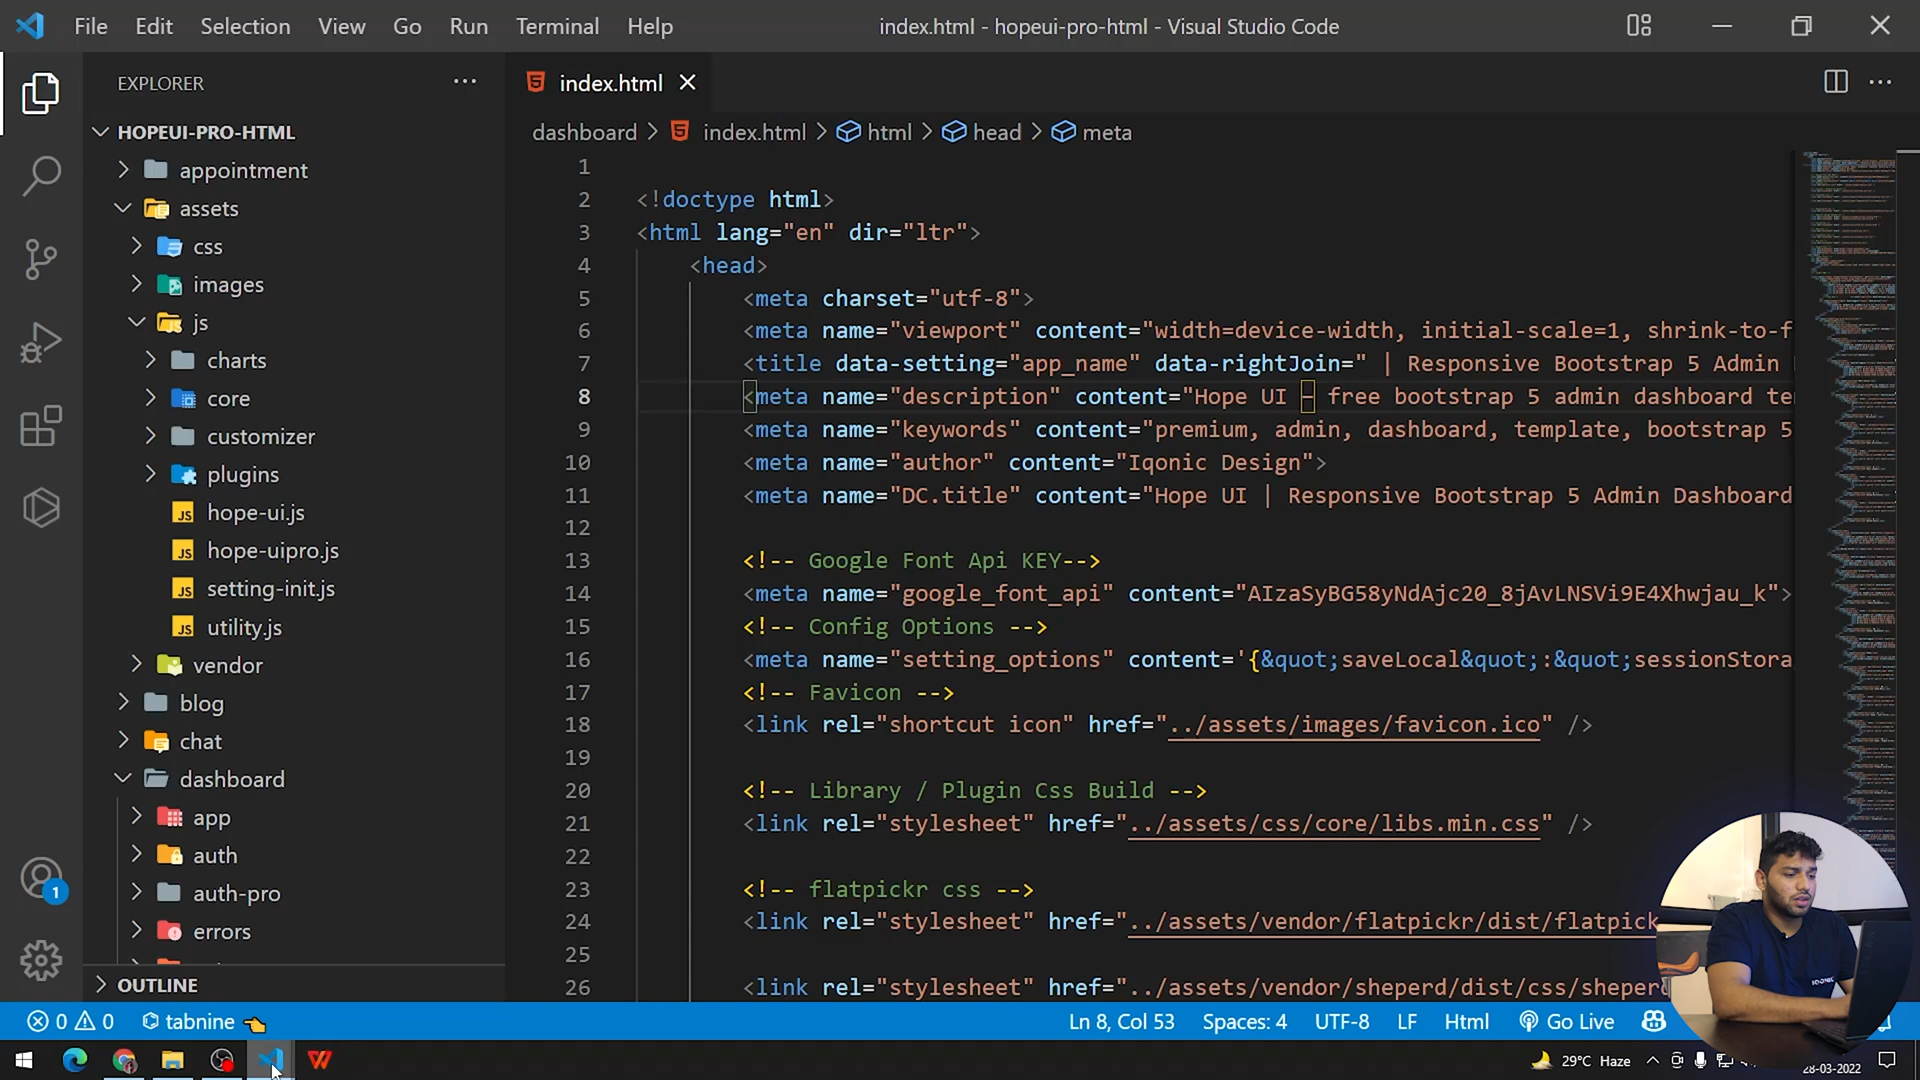 File Edit Selection View Go Run Terminal Help
index.html - hopeui-pro-html - Visual Studio Code
EXPLORER
index.html
HOPEUI-PRO-HTML
dashboard > index.html > html > head > meta
appointment
assets
css
images
js
charts
core
customizer
plugins
JS hope-ui.js
JS hope-uipro.js
JS setting-init.js
JS utility.js
vendor
blog
chat
dashboard
app
auth
auth-pro
errors
OUTLINE
1
2 <!doctype html>
3 <html lang="en" dir="ltr">
4 <head>
5 <meta charset="utf-8">
6 <meta name="viewport" content="width=device-width, initial-scale=1, shrink-to-f
7 <title data-setting="app_name" data-rightJoin=" | Responsive Bootstrap 5 Admin
8 <meta name="description" content="Hope UI – free bootstrap 5 admin dashboard te
9 <meta name="keywords" content="premium, admin, dashboard, template, bootstrap 5
10 <meta name="author" content="Iqonic Design">
11 <meta name="DC.title" content="Hope UI | Responsive Bootstrap 5 Admin Dashboard
12
13 <!-- Google Font Api KEY-->
14 <meta name="google_font_api" content="AIzaSyBG58yNdAjc20_8jAvLNSVi9E4Xhwjau_k">
15 <!-- Config Options -->
16 <meta name="setting_options" content='{&quot;saveLocal&quot;:&quot;sessionStora
17 <!-- Favicon -->
18 <link rel="shortcut icon" href="../assets/images/favicon.ico" />
19
20 <!-- Library / Plugin Css Build -->
21 <link rel="stylesheet" href="../assets/css/core/libs.min.css" />
22
23 <!-- flatpickr css -->
24 <link rel="stylesheet" href="../assets/vendor/flatpickr/dist/flatpick
25
26 <link rel="stylesheet" href="../assets/vendor/sheperd/dist/css/sheper
IQONIC
1
0 0 tabnine
Ln 8, Col 53 Spaces: 4 UTF-8 LF Html Go Live
29°C Haze
28-03-2022